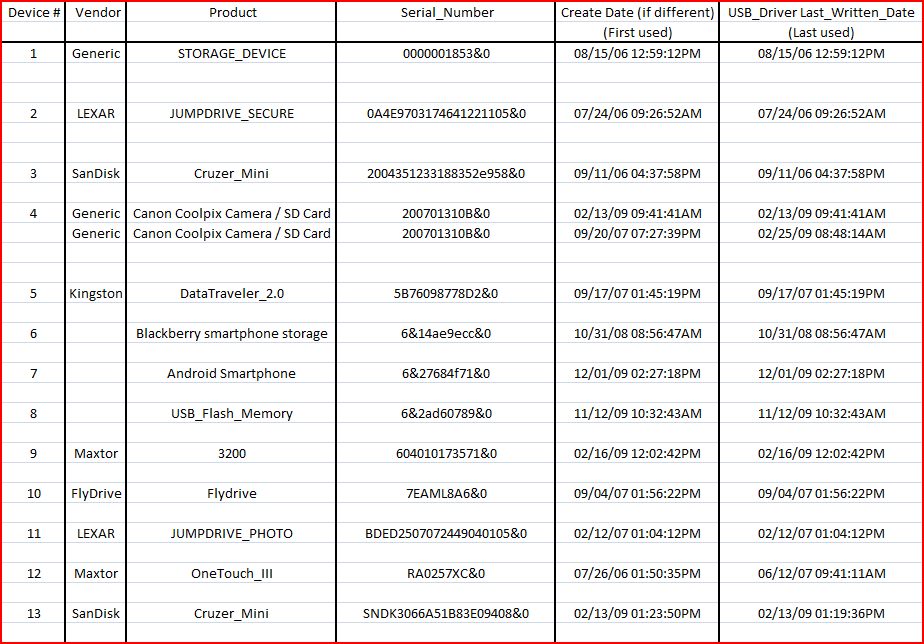 Device # Vendor Product Serial_Number Create Date (if different) USB_Driver Last_Written_Date
(First used) (Last used)
1 Generic STORAGE_DEVICE 0000001853&0 08/15/06 12:59:12PM 08/15/06 12:59:12PM
2 LEXAR JUMPDRIVE_SECURE 0A4E9703174641221105&0 07/24/06 09:26:52AM 07/24/06 09:26:52AM
3 SanDisk Cruzer_Mini 2004351233188352e958&0 09/11/06 04:37:58PM 09/11/06 04:37:58PM
4 Generic Canon Coolpix Camera / SD Card 200701310B&0 02/13/09 09:41:41AM 02/13/09 09:41:41AM
Generic Canon Coolpix Camera / SD Card 200701310B&0 09/20/07 07:27:39PM 02/25/09 08:48:14AM
5 Kingston DataTraveler_2.0 5B76098778D2&0 09/17/07 01:45:19PM 09/17/07 01:45:19PM
6 Blackberry smartphone storage 6&14ae9ecc&0 10/31/08 08:56:47AM 10/31/08 08:56:47AM
7 Android Smartphone 6&27684f71&0 12/01/09 02:27:18PM 12/01/09 02:27:18PM
8 USB_Flash_Memory 6&2ad60789&0 11/12/09 10:32:43AM 11/12/09 10:32:43AM
9 Maxtor 3200 604010173571&0 02/16/09 12:02:42PM 02/16/09 12:02:42PM
10 FlyDrive Flydrive 7EAML8A6&0 09/04/07 01:56:22PM 09/04/07 01:56:22PM
11 LEXAR JUMPDRIVE_PHOTO BDED2507072449040105&0 02/12/07 01:04:12PM 02/12/07 01:04:12PM
12 Maxtor OneTouch_III RA0257XC&0 07/26/06 01:50:35PM 06/12/07 09:41:11AM
13 SanDisk Cruzer_Mini SNDK3066A51B83E09408&0 02/13/09 01:23:50PM 02/13/09 01:19:36PM